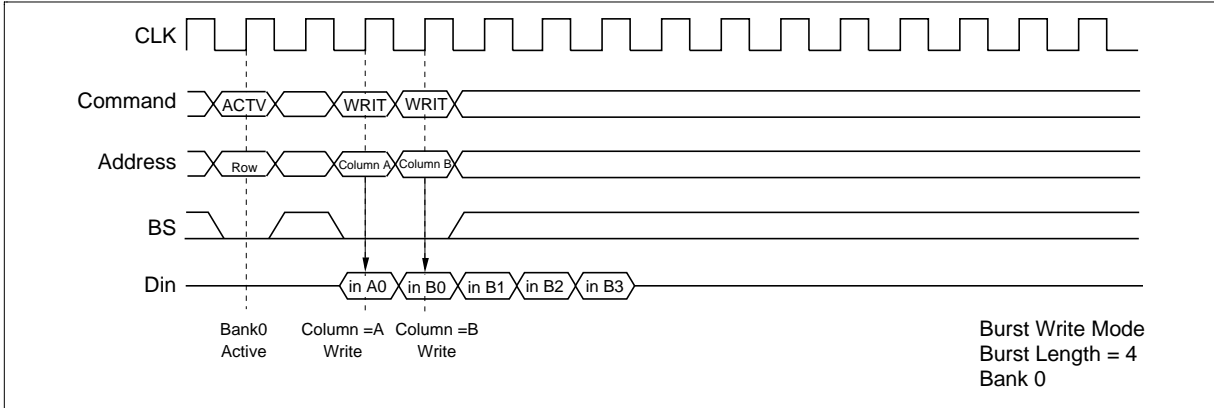 CLK
Command ACTV WRIT WRIT
Address Row Column A Column B
BS
Din in A0 in B0 in B1 in B2 in B3
Bank0 Column =A Column =B
Active Write Write
Burst Write Mode
Burst Length = 4
Bank 0